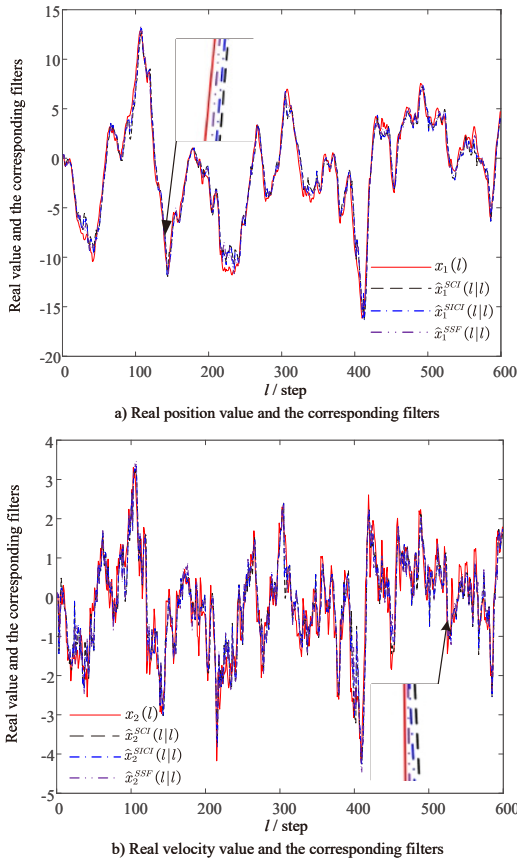 15
10
5
0
-5
-10
-15
-20
Real value and the corresponding filters
x₁(l)
x̂₁^SCI(l|l)
x̂₁^SICI(l|l)
x̂₁^SSF(l|l)
0 100 200 300 400 500 600
l / step
a) Real position value and the corresponding filters
4
3
2
1
0
-1
-2
-3
-4
-5
Real value and the corresponding filters
x₂(l)
x̂₂^SCI(l|l)
x̂₂^SICI(l|l)
x̂₂^SSF(l|l)
0 100 200 300 400 500 600
l / step
b) Real velocity value and the corresponding filters